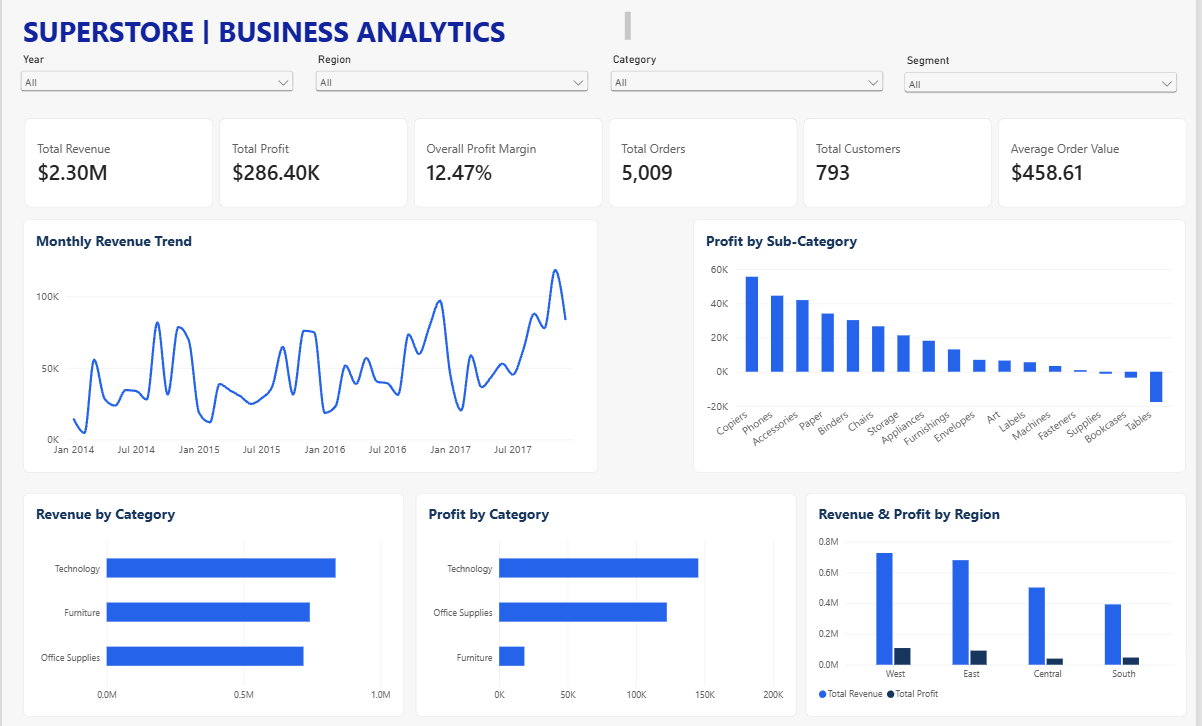 SUPERSTORE | BUSINESS ANALYTICS
Year
Region
Category
Segment
All
All
All
All
Total Revenue
$2.30M
Total Profit
$286.40K
Overall Profit Margin
12.47%
Total Orders
5,009
Total Customers
793
Average Order Value
$458.61
Monthly Revenue Trend
100K
50K
0K
Jan 2014
Jul 2014
Jan 2015
Jul 2015
Jan 2016
Jul 2016
Jan 2017
Jul 2017
Profit by Sub-Category
60K
40K
20K
0K
-20K
Copiers
Phones
Accessories
Paper
Binders
Chairs
Storage
Appliances
Furnishings
Envelopes
Art
Labels
Machines
Fasteners
Supplies
Bookcases
Tables
Revenue by Category
Technology
Furniture
Office Supplies
0.0M
0.5M
1.0M
Profit by Category
Technology
Office Supplies
Furniture
0K
50K
100K
150K
200K
Revenue & Profit by Region
0.8M
0.6M
0.4M
0.2M
0.0M
West
East
Central
South
Total Revenue
Total Profit